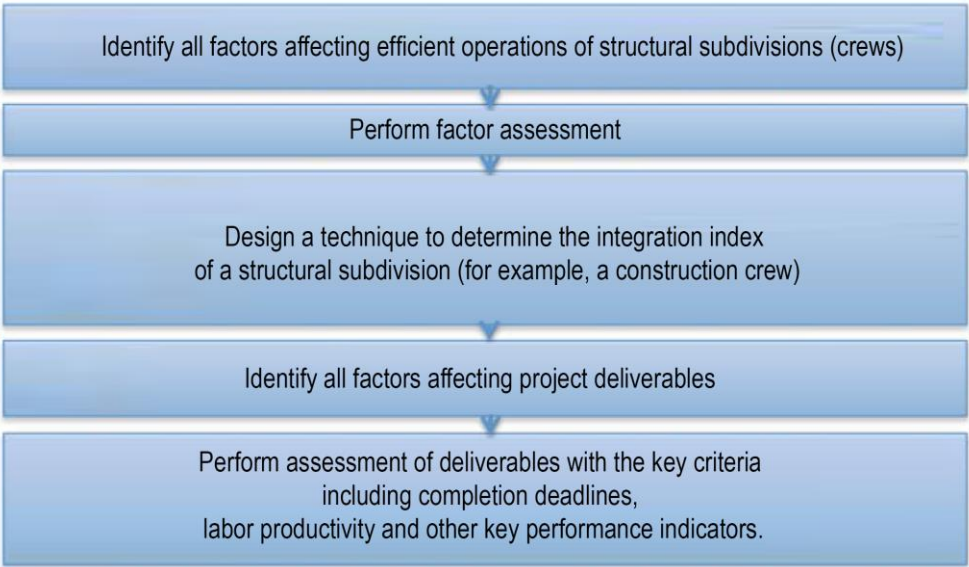 Identify all factors affecting efficient operations of structural subdivisions (crews)
Perform factor assessment
Design a technique to determine the integration index
of a structural subdivision (for example, a construction crew)
Identify all factors affecting project deliverables
Perform assessment of deliverables with the key criteria
including completion deadlines,
labor productivity and other key performance indicators.